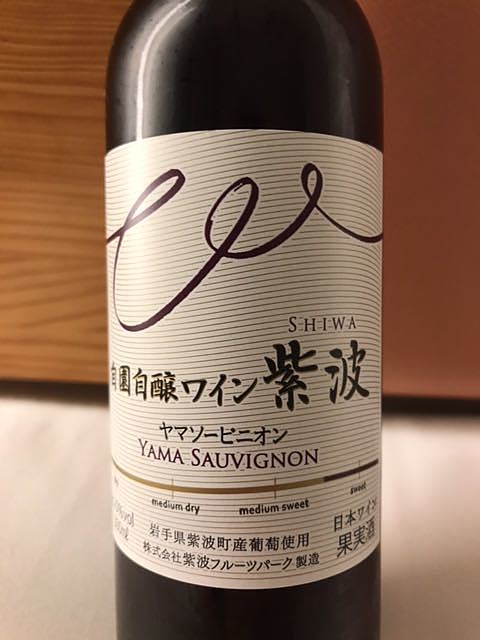 SHIWA
自園自醸ワイン 紫波
ヤマソービニオン
YAMA SAUVIGNON
medium dry medium sweet sweet
日本ワイン
果実酒
岩手県紫波町産葡萄使用
株式会社紫波フルーツパーク製造